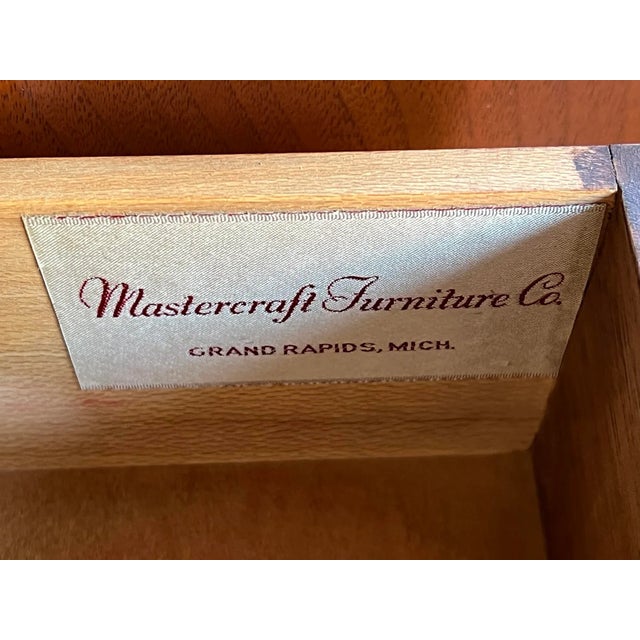 Mastercraft Furniture Co.
GRAND RAPIDS, MICH.